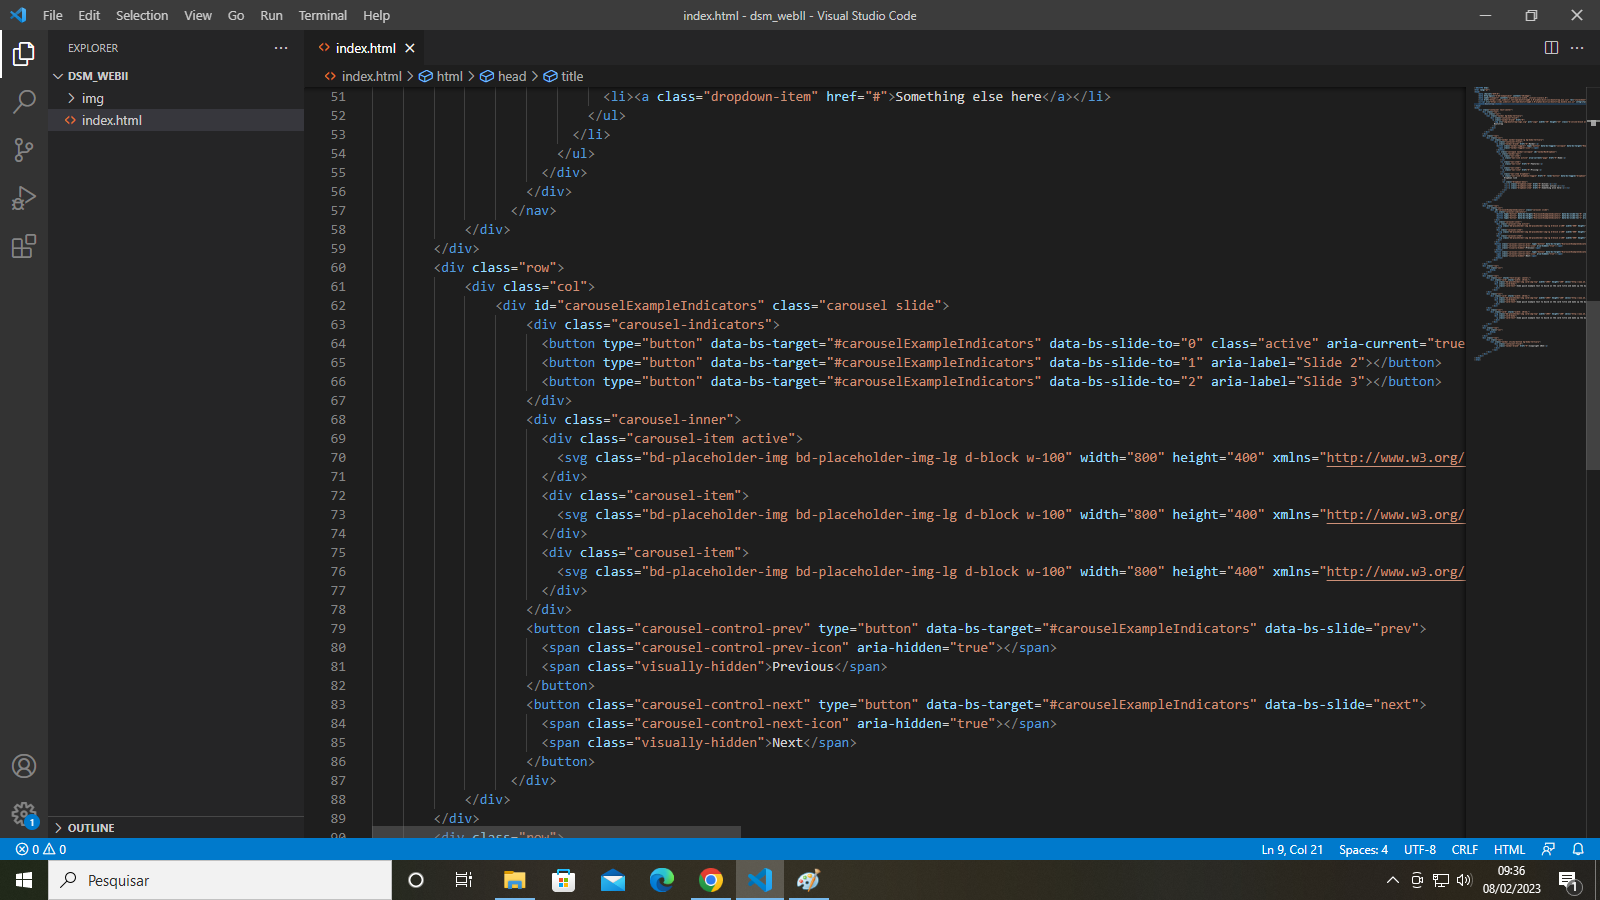 File Edit Selection View Go Run Terminal Help
index.html - dsm_webII - Visual Studio Code
EXPLORER
DSM_WEBII
img
index.html
OUTLINE
index.html
index.html > html > head > title
51 <li><a class="dropdown-item" href="#">Something else here</a></li>
52 </ul>
53 </li>
54 </ul>
55 </div>
56 </div>
57 </nav>
58 </div>
59 </div>
60 <div class="row">
61 <div class="col">
62 <div id="carouselExampleIndicators" class="carousel slide">
63 <div class="carousel-indicators">
64 <button type="button" data-bs-target="#carouselExampleIndicators" data-bs-slide-to="0" class="active" aria-current="true
65 <button type="button" data-bs-target="#carouselExampleIndicators" data-bs-slide-to="1" aria-label="Slide 2"></button>
66 <button type="button" data-bs-target="#carouselExampleIndicators" data-bs-slide-to="2" aria-label="Slide 3"></button>
67 </div>
68 <div class="carousel-inner">
69 <div class="carousel-item active">
70 <svg class="bd-placeholder-img bd-placeholder-img-lg d-block w-100" width="800" height="400" xmlns="http://www.w3.org/
71 </div>
72 <div class="carousel-item">
73 <svg class="bd-placeholder-img bd-placeholder-img-lg d-block w-100" width="800" height="400" xmlns="http://www.w3.org/
74 </div>
75 <div class="carousel-item">
76 <svg class="bd-placeholder-img bd-placeholder-img-lg d-block w-100" width="800" height="400" xmlns="http://www.w3.org/
77 </div>
78 </div>
79 <button class="carousel-control-prev" type="button" data-bs-target="#carouselExampleIndicators" data-bs-slide="prev">
80 <span class="carousel-control-prev-icon" aria-hidden="true"></span>
81 <span class="visually-hidden">Previous</span>
82 </button>
83 <button class="carousel-control-next" type="button" data-bs-target="#carouselExampleIndicators" data-bs-slide="next">
84 <span class="carousel-control-next-icon" aria-hidden="true"></span>
85 <span class="visually-hidden">Next</span>
86 </button>
87 </div>
88 </div>
89 </div>
90 <div class="row">
1
0 0
Ln 9, Col 21 Spaces: 4 UTF-8 CRLF HTML
Pesquisar
09:36
08/02/2023
1